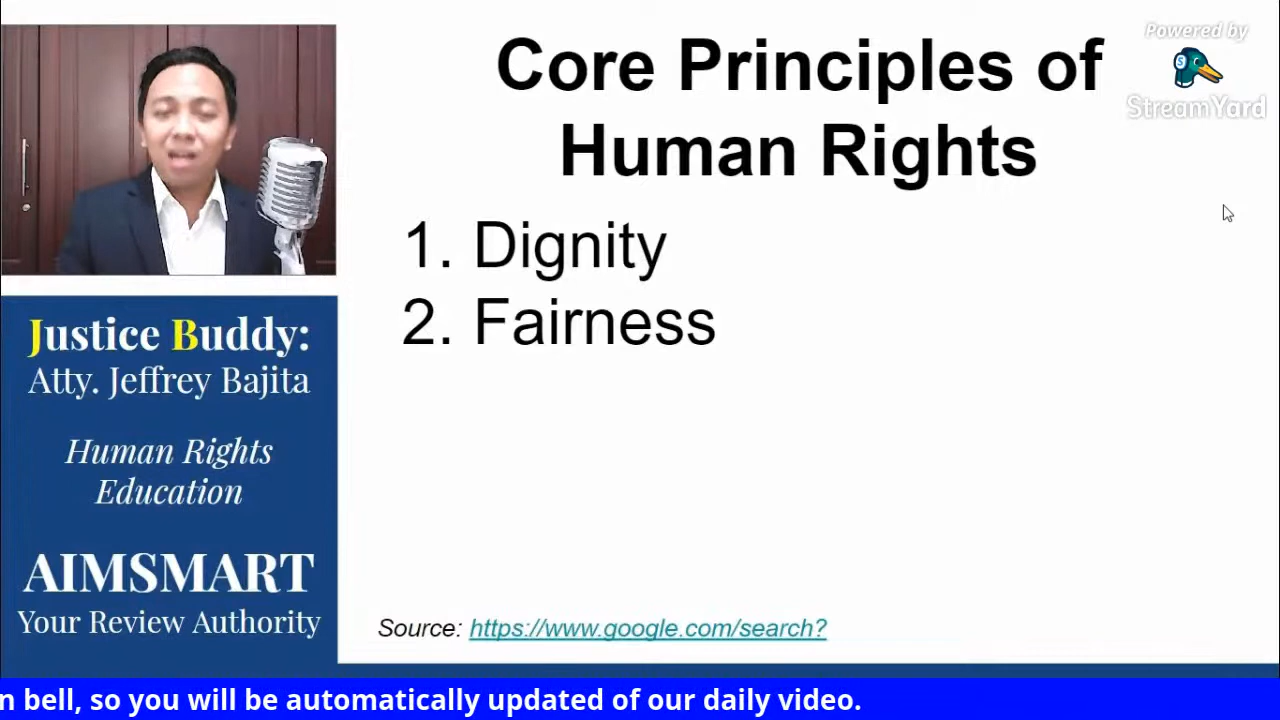 Core Principles of
Human Rights
1. Dignity
2. Fairness
Source: https://www.google.com/search?
Powered by
StreamYard
Justice Buddy:
Atty. Jeffrey Bajita
Human Rights
Education
AIMSMART
Your Review Authority
n bell, so you will be automatically updated of our daily video.